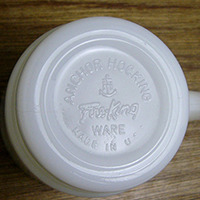 ANCHOR HOCKING
Fire-King
WARE
MADE IN U.